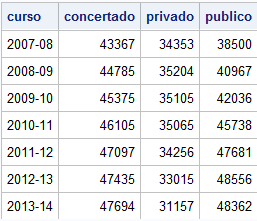 curso concertado privado publico
2007-08 43367 34353 38500
2008-09 44785 35204 40967
2009-10 45375 35105 42036
2010-11 46105 35065 45738
2011-12 47097 34256 47681
2012-13 47435 33015 48556
2013-14 47694 31157 48362